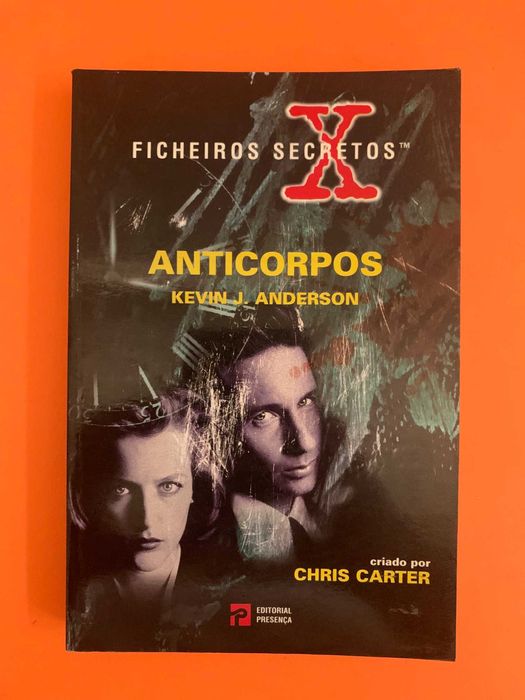 X
FICHEIROS SECRETOS™
ANTICORPOS
KEVIN J. ANDERSON
criado por
CHRIS CARTER
EDITORIAL
PRESENÇA